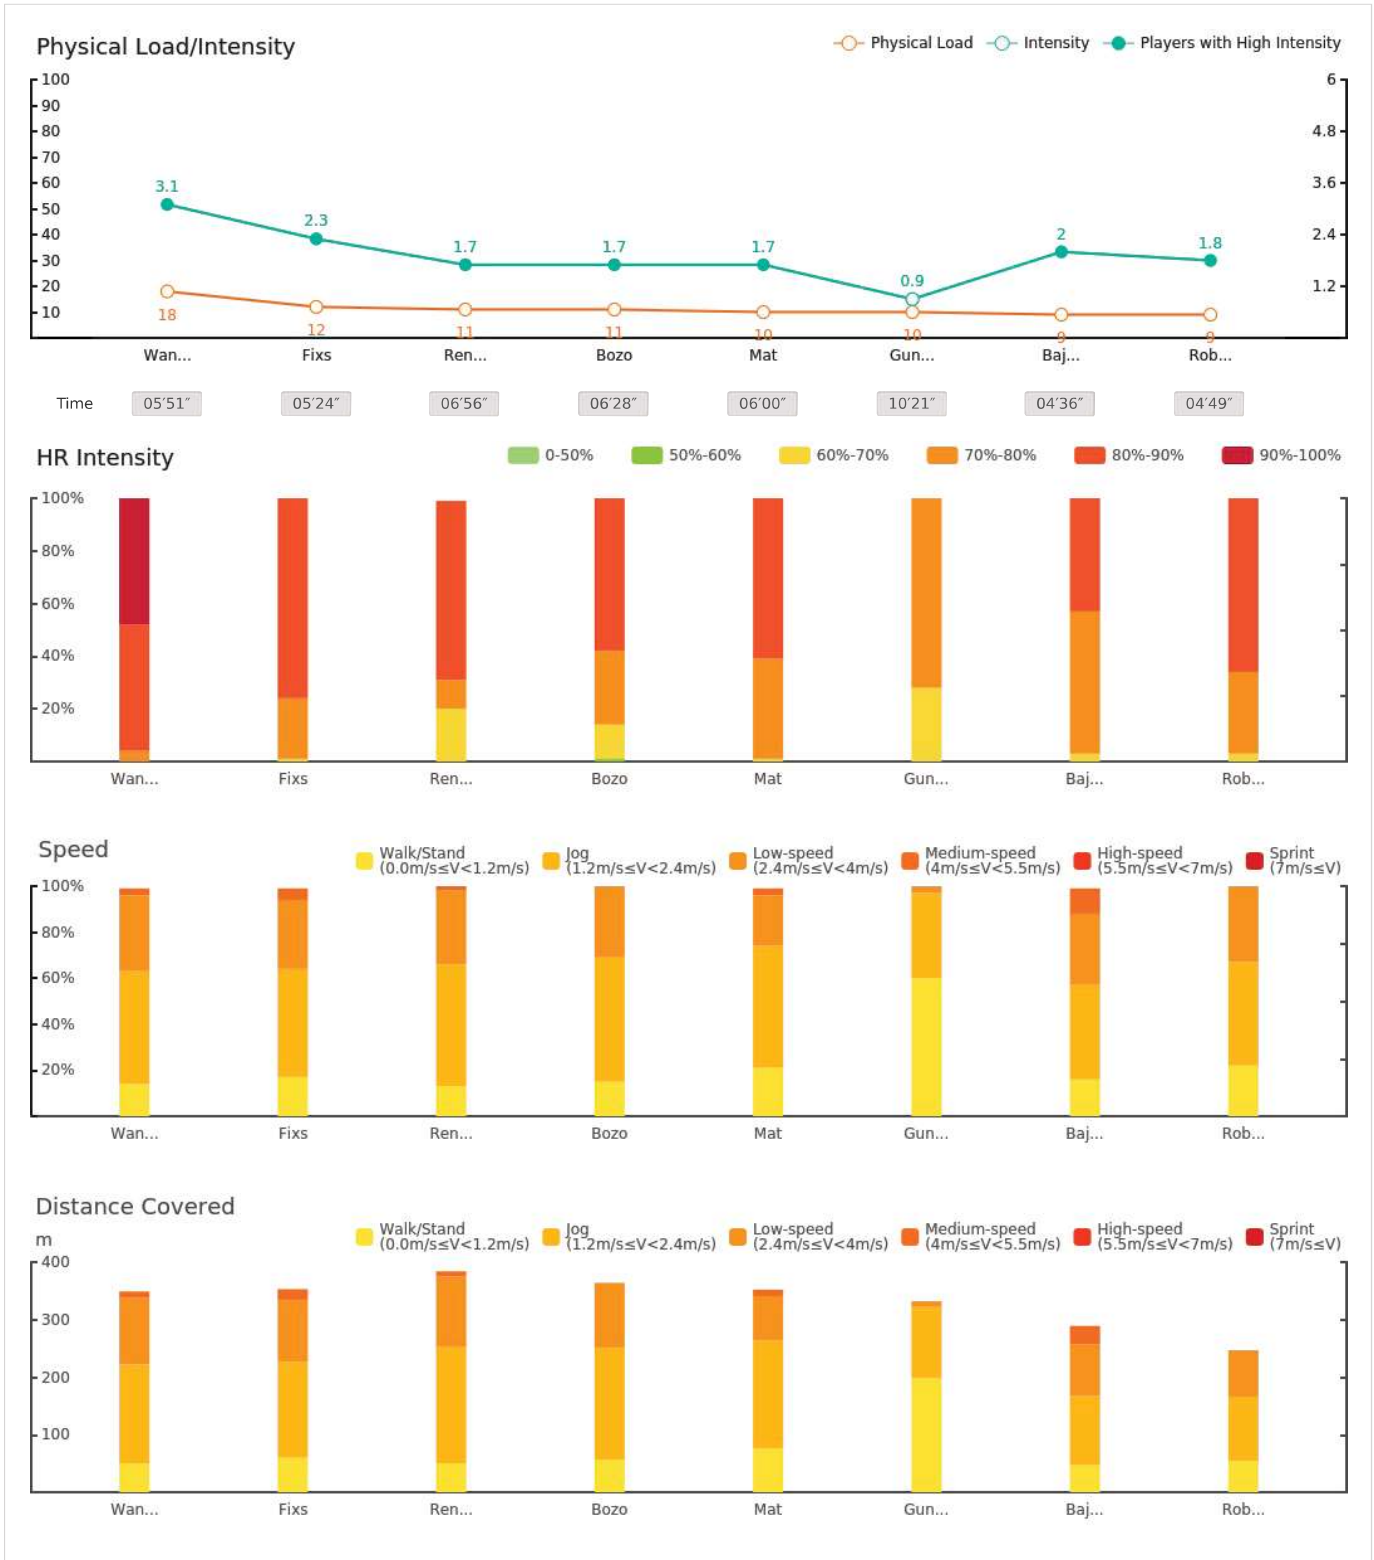 Physical Load/Intensity
Physical Load Intensity Players with High Intensity
100 6
90
80 4.8
70
60 3.6
50
40 2.4
30
20 1.2
10
3.1 2.3 1.7 1.7 1.7 0.9 2 1.8
18 12 11 11 10 10 9 9
Wan... Fixs Ren... Bozo Mat Gun... Baj... Rob...
Time 05′51″ 05′24″ 06′56″ 06′28″ 06′00″ 10′21″ 04′36″ 04′49″
HR Intensity
0-50% 50%-60% 60%-70% 70%-80% 80%-90% 90%-100%
100%
80%
60%
40%
20%
Wan... Fixs Ren... Bozo Mat Gun... Baj... Rob...
Speed
Walk/Stand Jog Low-speed Medium-speed High-speed Sprint
(0.0m/s≤V<1.2m/s) (1.2m/s≤V<2.4m/s) (2.4m/s≤V<4m/s) (4m/s≤V<5.5m/s) (5.5m/s≤V<7m/s) (7m/s≤V)
100%
80%
60%
40%
20%
Wan... Fixs Ren... Bozo Mat Gun... Baj... Rob...
Distance Covered
Walk/Stand Jog Low-speed Medium-speed High-speed Sprint
(0.0m/s≤V<1.2m/s) (1.2m/s≤V<2.4m/s) (2.4m/s≤V<4m/s) (4m/s≤V<5.5m/s) (5.5m/s≤V<7m/s) (7m/s≤V)
m
400
300
200
100
Wan... Fixs Ren... Bozo Mat Gun... Baj... Rob...